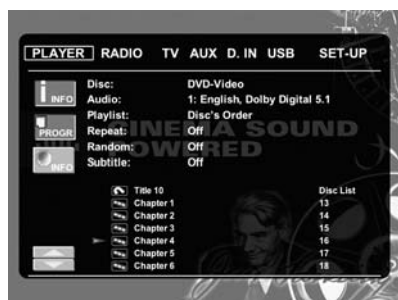 PLAYER RADIO TV AUX D. IN USB SET-UP
INFO
Disc: DVD-Video
Audio: 1: English, Dolby Digital 5.1
Playlist: Disc's Order
PROGR
Repeat: Off
Random: Off
INFO
Subtitle: Off
CINEMA SOUND
POWERED
Title 10 Disc List
Chapter 1 13
Chapter 2 14
Chapter 3 15
Chapter 4 16
Chapter 5 17
Chapter 6 18